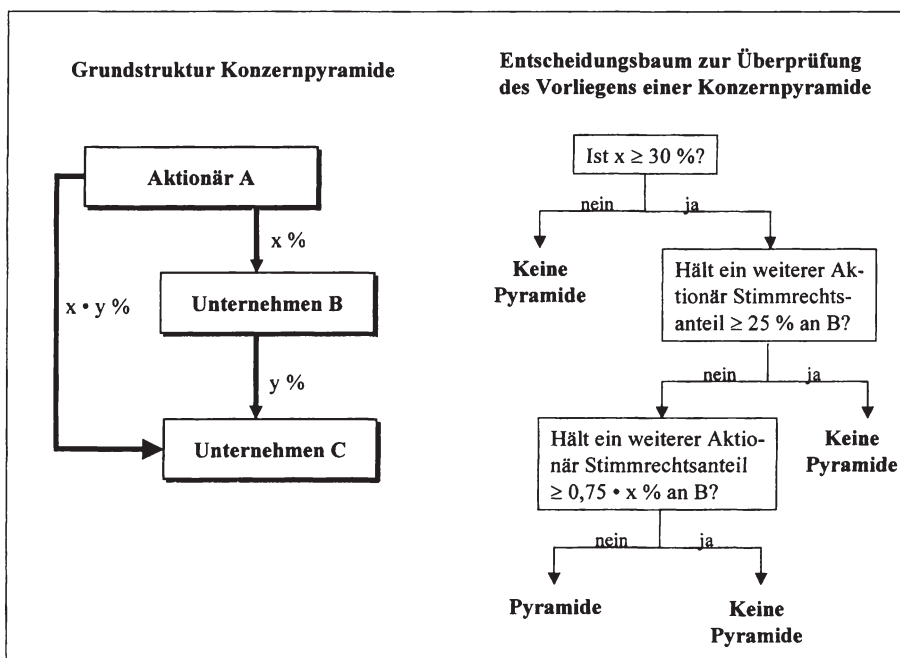 Grundstruktur Konzernpyramide
Aktionär A
x %
x • y %
Unternehmen B
y %
Unternehmen C
Entscheidungsbaum zur Überprüfung
des Vorliegens einer Konzernpyramide
Ist x ≥ 30 %?
nein
ja
Keine
Pyramide
Hält ein weiterer Ak-
tionär Stimmrechts-
anteil ≥ 25 % an B?
nein
ja
Hält ein weiterer Aktio-
när Stimmrechtsanteil
≥ 0,75 • x % an B?
Keine
Pyramide
nein
ja
Pyramide
Keine
Pyramide